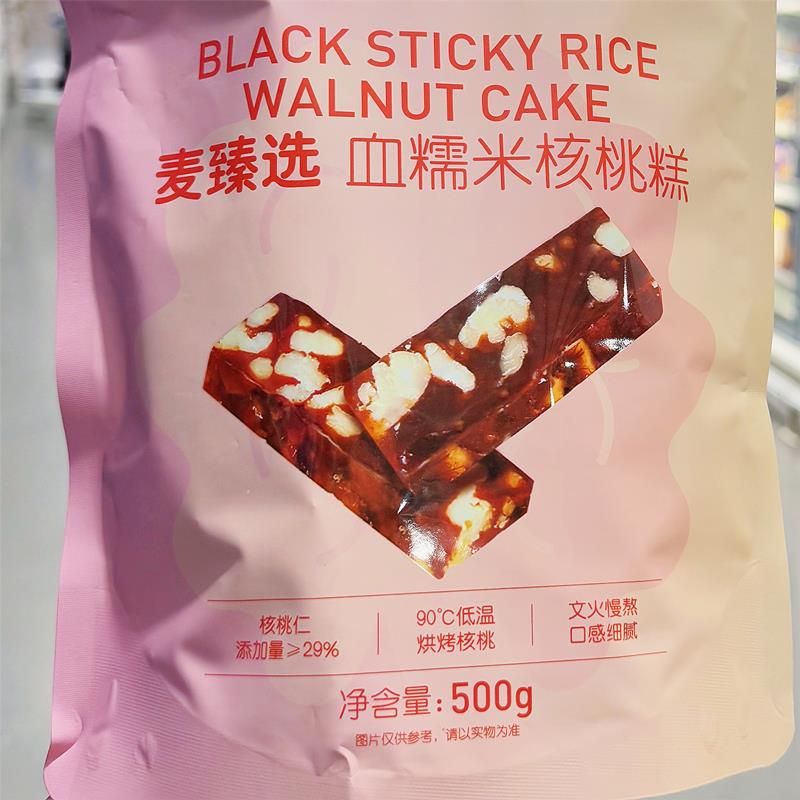 BLACK STICKY RICE
WALNUT CAKE
麦臻选 血糯米核桃糕
核桃仁
添加量≥29%
90℃低温
烘烤核桃
文火慢熬
口感细腻
净含量:500g
图片仅供参考,请以实物为准